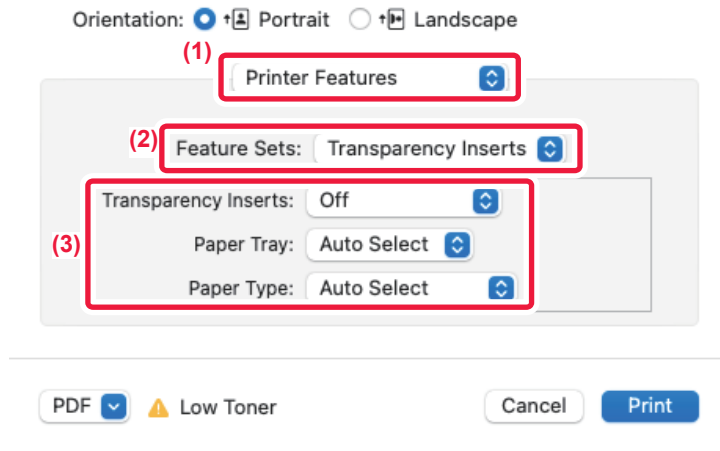 Orientation: Portrait Landscape
(1)
Printer Features
(2)
Feature Sets: Transparency Inserts
Transparency Inserts: Off
(3)
Paper Tray: Auto Select
Paper Type: Auto Select
PDF Low Toner Cancel Print